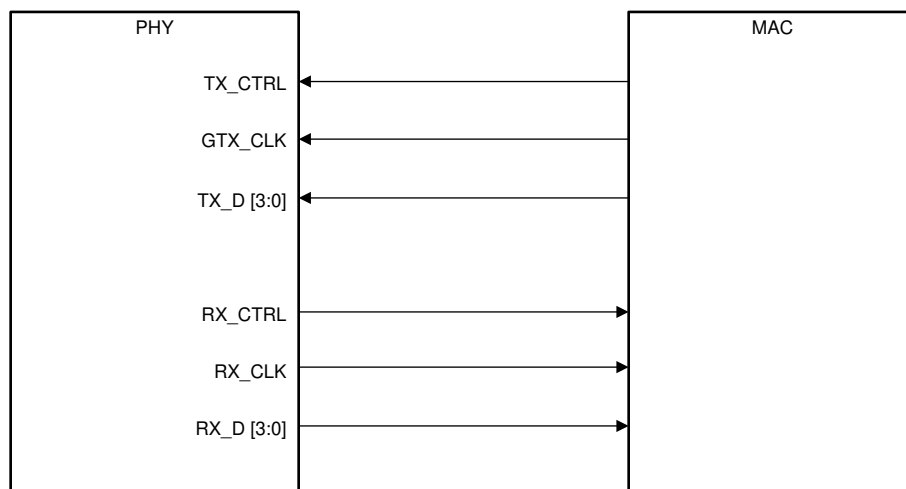 PHY
MAC
TX_CTRL
GTX_CLK
TX_D [3:0]
RX_CTRL
RX_CLK
RX_D [3:0]